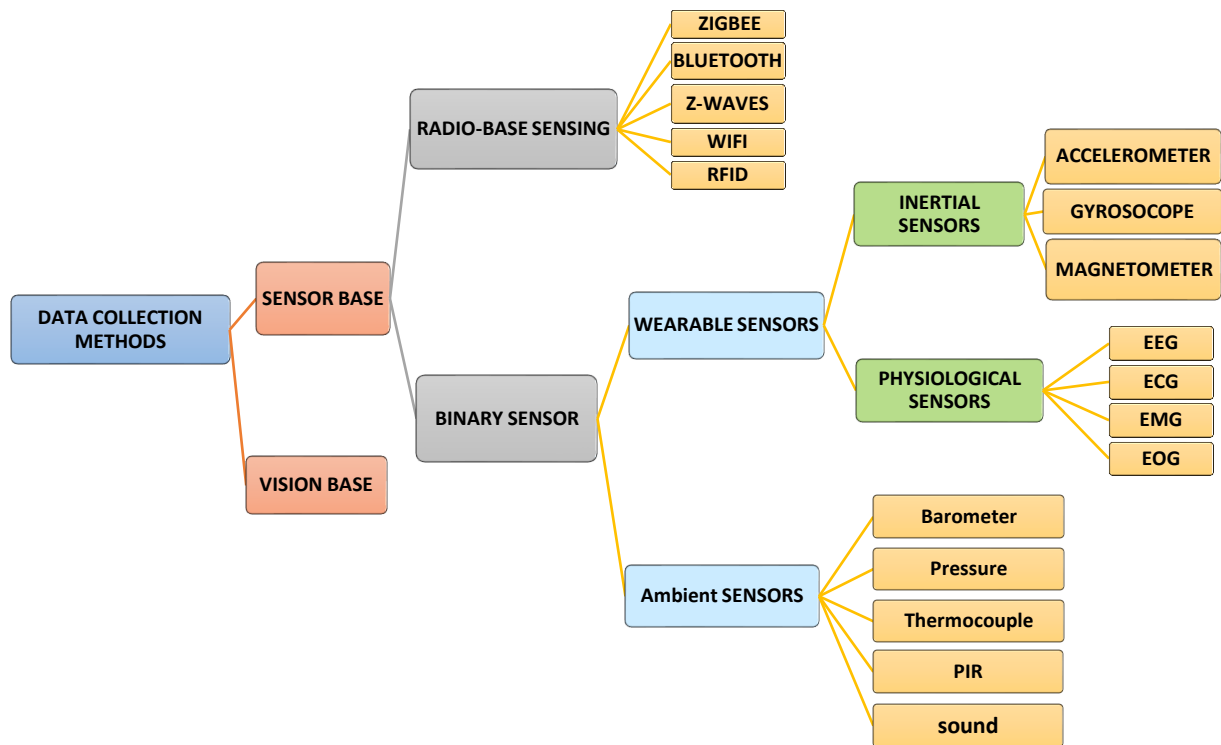 ZIGBEE
BLUETOOTH
Z-WAVES
WIFI
RFID
RADIO-BASE SENSING
ACCELEROMETER
GYROSOCOPE
MAGNETOMETER
INERTIAL
SENSORS
SENSOR BASE
DATA COLLECTION
METHODS
WEARABLE SENSORS
EEG
ECG
EMG
EOG
PHYSIOLOGICAL
SENSORS
BINARY SENSOR
VISION BASE
Barometer
Pressure
Thermocouple
PIR
sound
Ambient SENSORS